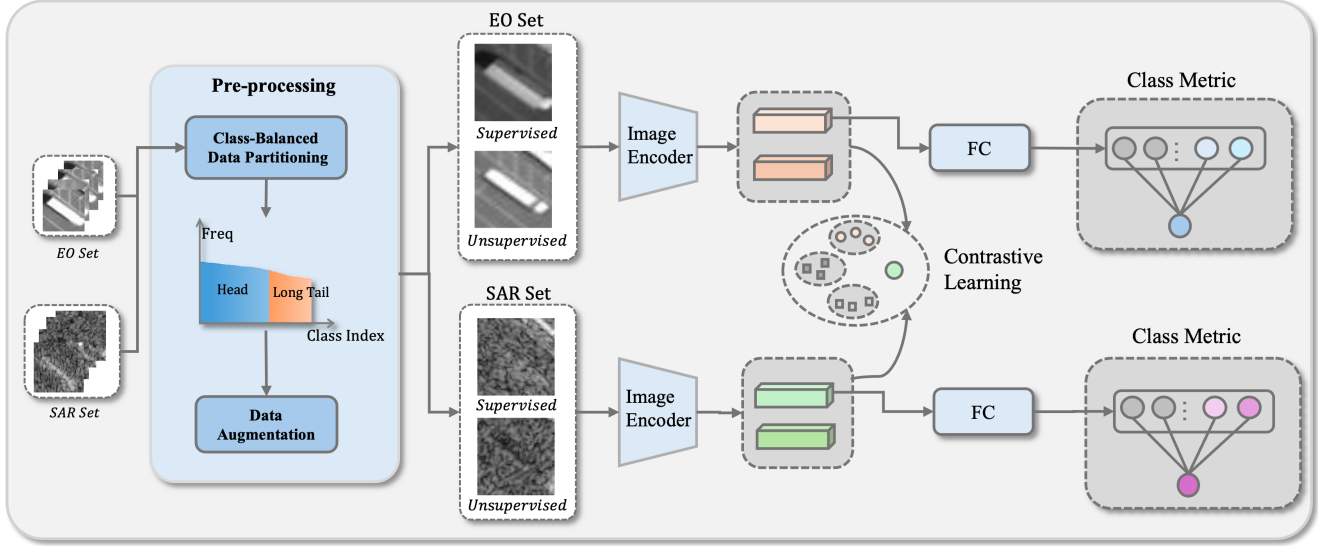 EO Set
SAR Set
Pre-processing
Class-Balanced
Data Partitioning
Freq
Head
Long Tail
Class Index
Data
Augmentation
EO Set
Supervised
Unsupervised
SAR Set
Supervised
Unsupervised
Image
Encoder
Image
Encoder
Contrastive
Learning
FC
FC
Class Metric
Class Metric